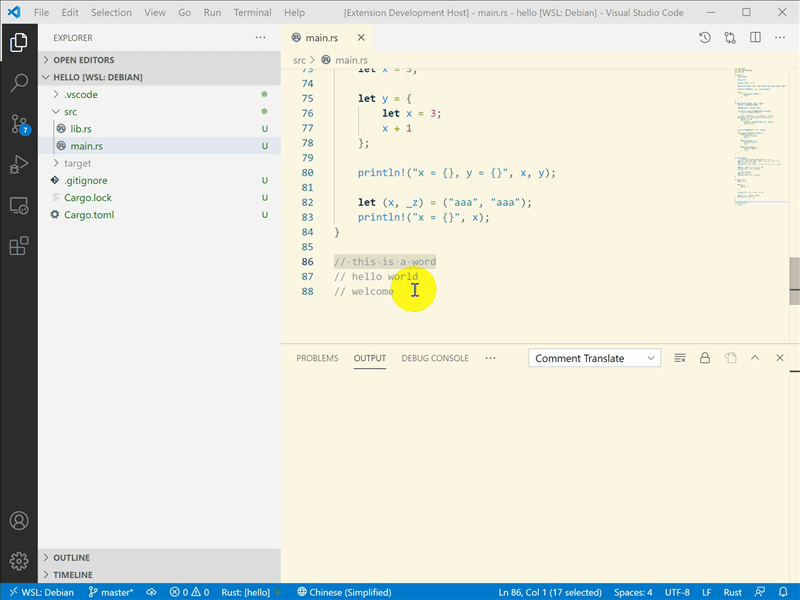 File Edit Selection View Go Run Terminal Help [Extension Development Host] - main.rs - hello [WSL: Debian] - Visual Studio Code
EXPLORER
OPEN EDITORS
HELLO [WSL: DEBIAN]
.vscode
src
lib.rs U
main.rs U
target
.gitignore U
Cargo.lock U
Cargo.toml U
OUTLINE
TIMELINE
7
main.rs
src > main.rs
73 let x = 5;
74
75 let y = {
76 let x = 3;
77 x + 1
78 };
79
80 println!("x = {}, y = {}", x, y);
81
82 let (x, _z) = ("aaa", "aaa");
83 println!("x = {}", x);
84 }
85
86 // this is a word
87 // hello world
88 // welcome
PROBLEMS OUTPUT DEBUG CONSOLE ··· Comment Translate
WSL: Debian master* 0 0 Rust: [hello] Chinese (Simplified) Ln 86, Col 1 (17 selected) Spaces: 4 UTF-8 LF Rust